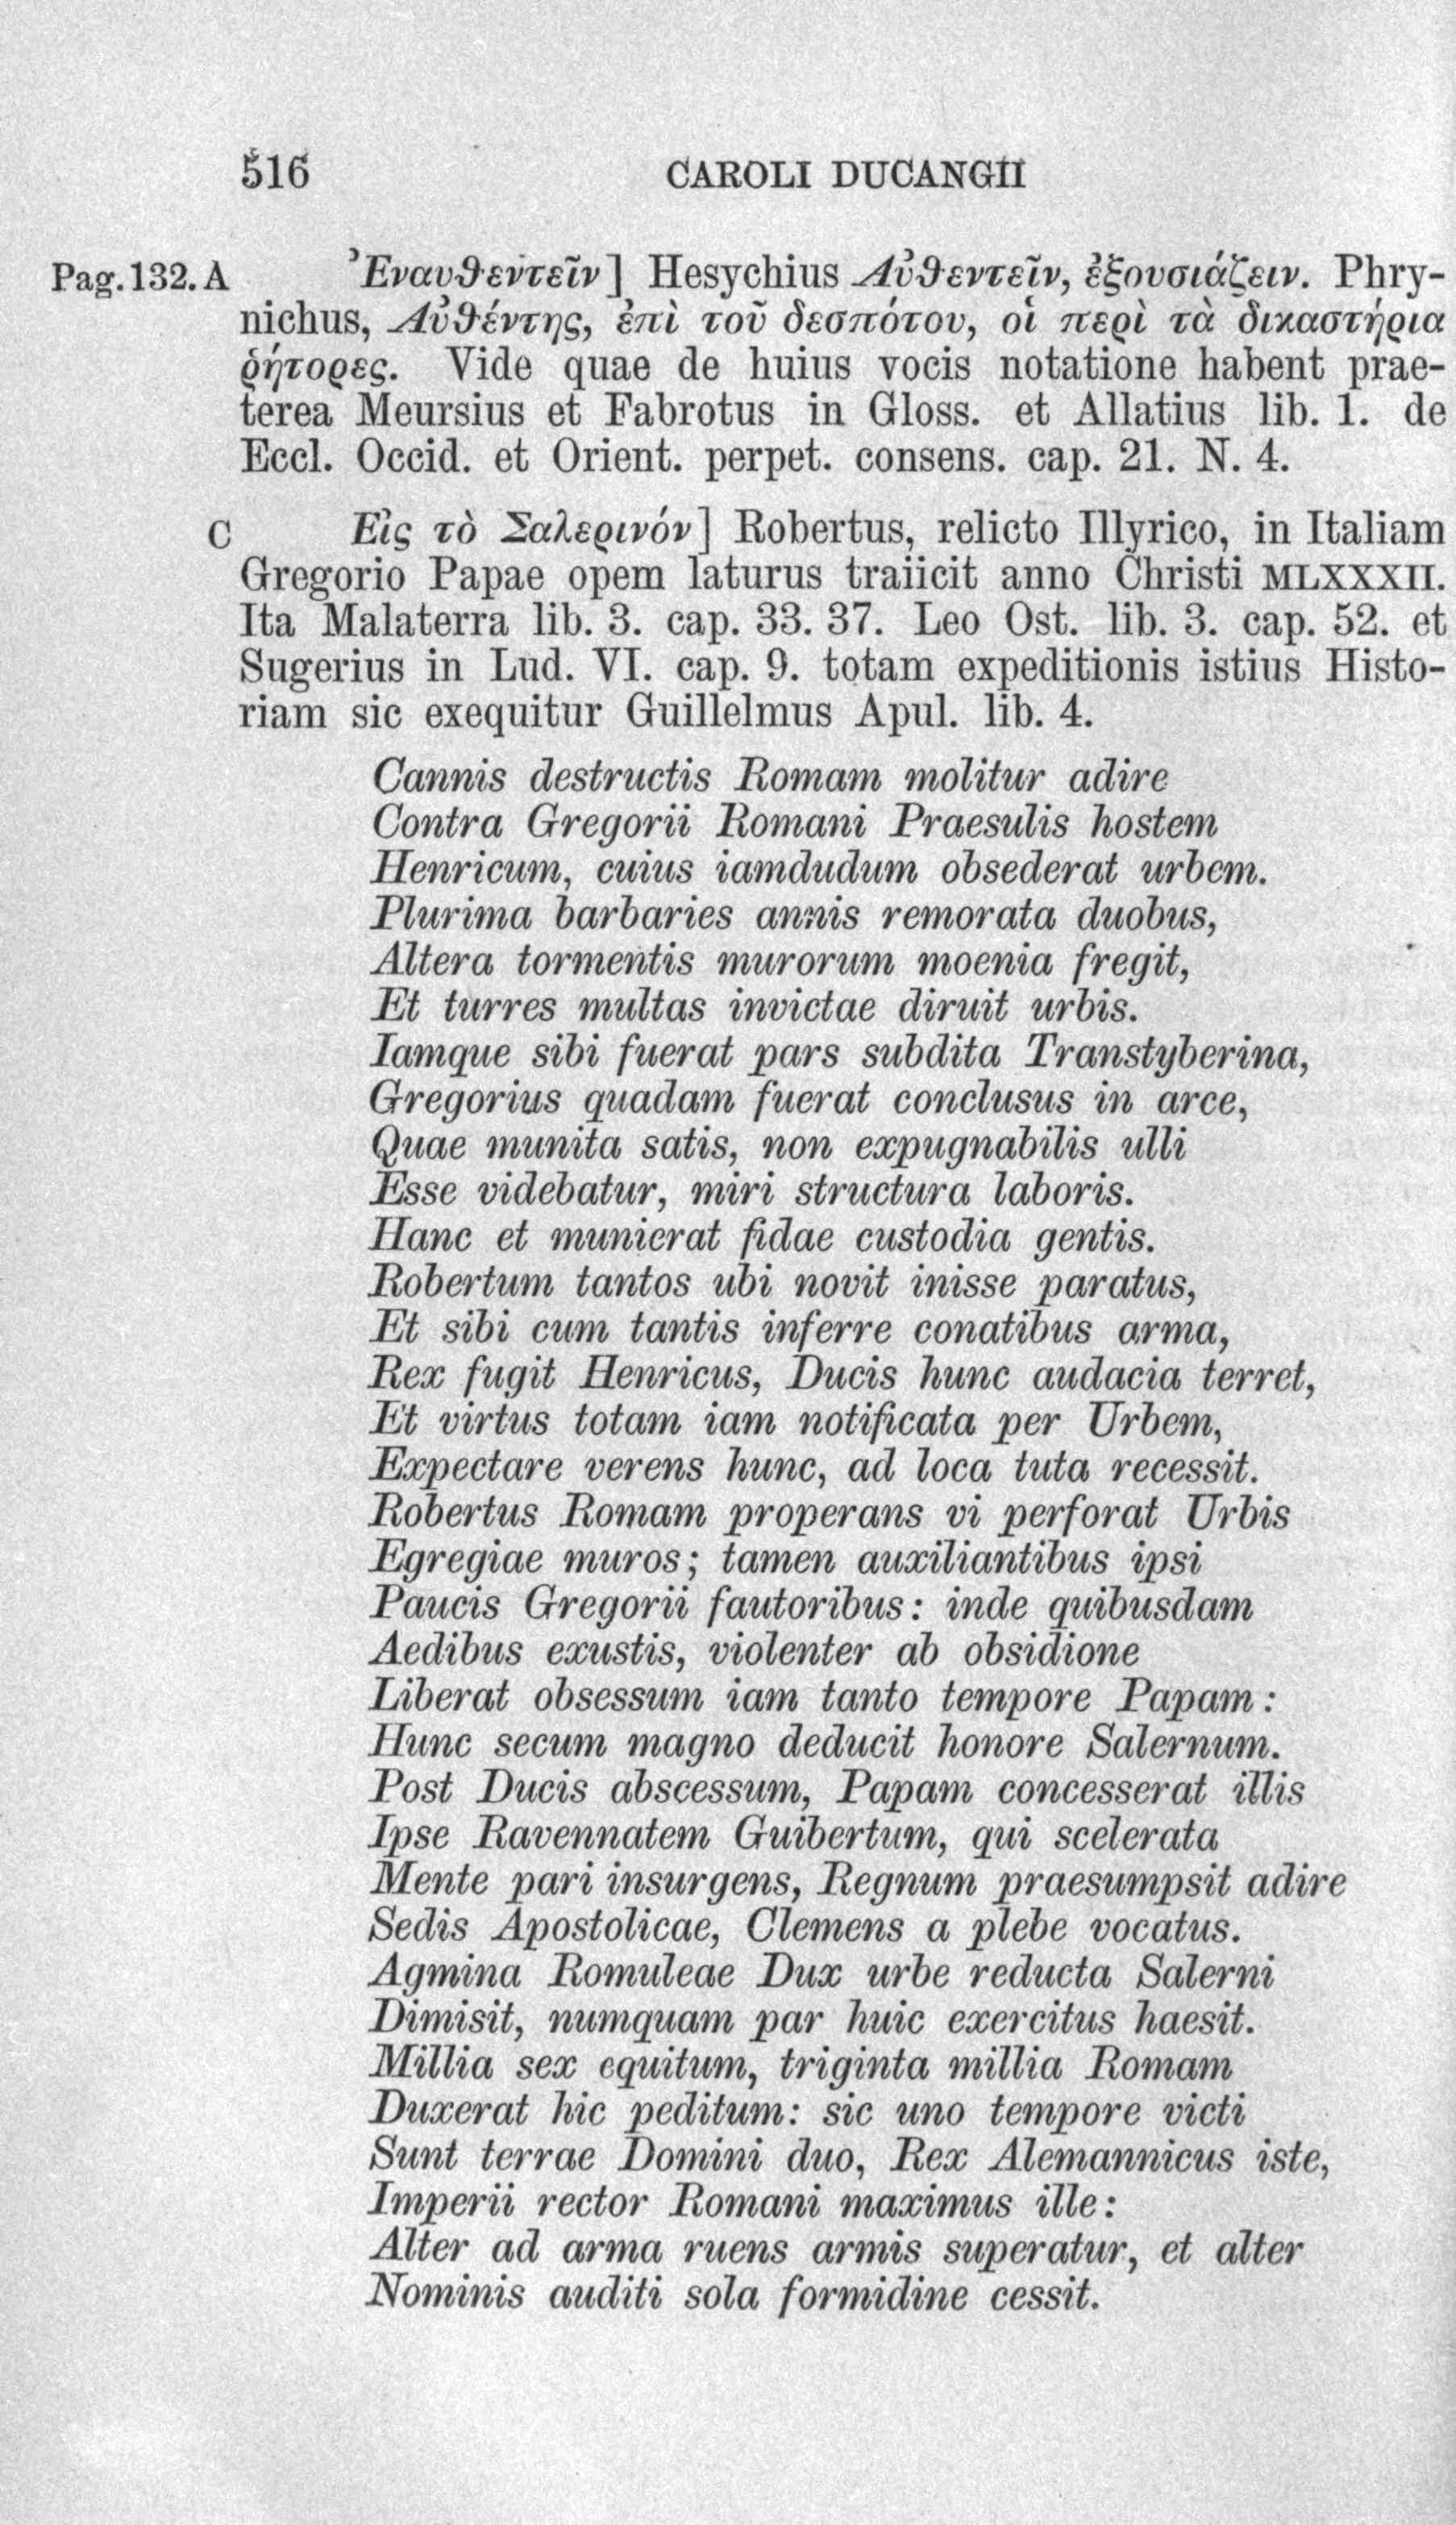 516 CAROLI DUCANGII
Pag. 132. A Ἐναυθεντεῖν] Hesychius Αὐθεντεῖν, ἐξουσιάζειν. Phry-
nichus, Αὐθέντης, ἐπὶ τοῦ δεσπότου, οἱ περὶ τὰ δικαστήρια
ῥήτορες. Vide quae de huius vocis notatione habent prae-
terea Meursius et Fabrotus in Gloss. et Allatius lib. 1. de
Eccl. Occid. et Orient. perpet. consens. cap. 21. N. 4.
C Εἰς τὸ Σαλερινόν] Robertus, relicto Illyrico, in Italiam
Gregorio Papae opem laturus traiicit anno Christi MLXXXII.
Ita Malaterra lib. 3. cap. 33. 37. Leo Ost. lib. 3. cap. 52. et
Sugerius in Lud. VI. cap. 9. totam expeditionis istius Histo-
riam sic exequitur Guillelmus Apul. lib. 4.
Cannis destructis Romam molitur adire
Contra Gregorii Romani Praesulis hostem
Henricum, cuius iamdudum obsederat urbem.
Plurima barbaries annis remorata duobus,
Altera tormentis murorum moenia fregit,
Et turres multas invictae diruit urbis.
Iamque sibi fuerat pars subdita Transtyberina,
Gregorius quadam fuerat conclusus in arce,
Quae munita satis, non expugnabilis ulli
Esse videbatur, miri structura laboris.
Hanc et munierat fidae custodia gentis.
Robertum tantos ubi novit inisse paratus,
Et sibi cum tantis inferre conatibus arma,
Rex fugit Henricus, Ducis hunc audacia terret,
Et virtus totam iam notificata per Urbem,
Expectare verens hunc, ad loca tuta recessit.
Robertus Romam properans vi perforat Urbis
Egregiae muros; tamen auxiliantibus ipsi
Paucis Gregorii fautoribus: inde quibusdam
Aedibus exustis, violenter ab obsidione
Liberat obsessum iam tanto tempore Papam:
Hunc secum magno deducit honore Salernum.
Post Ducis abscessum, Papam concesserat illis
Ipse Ravennatem Guibertum, qui scelerata
Mente pari insurgens, Regnum praesumpsit adire
Sedis Apostolicae, Clemens a plebe vocatus.
Agmina Romuleae Dux urbe reducta Salerni
Dimisit, numquam par huic exercitus haesit.
Millia sex equitum, triginta millia Romam
Duxerat hic peditum: sic uno tempore victi
Sunt terrae Domini duo, Rex Alemannicus iste,
Imperii rector Romani maximus ille:
Alter ad arma ruens armis superatur, et alter
Nominis auditi sola formidine cessit.